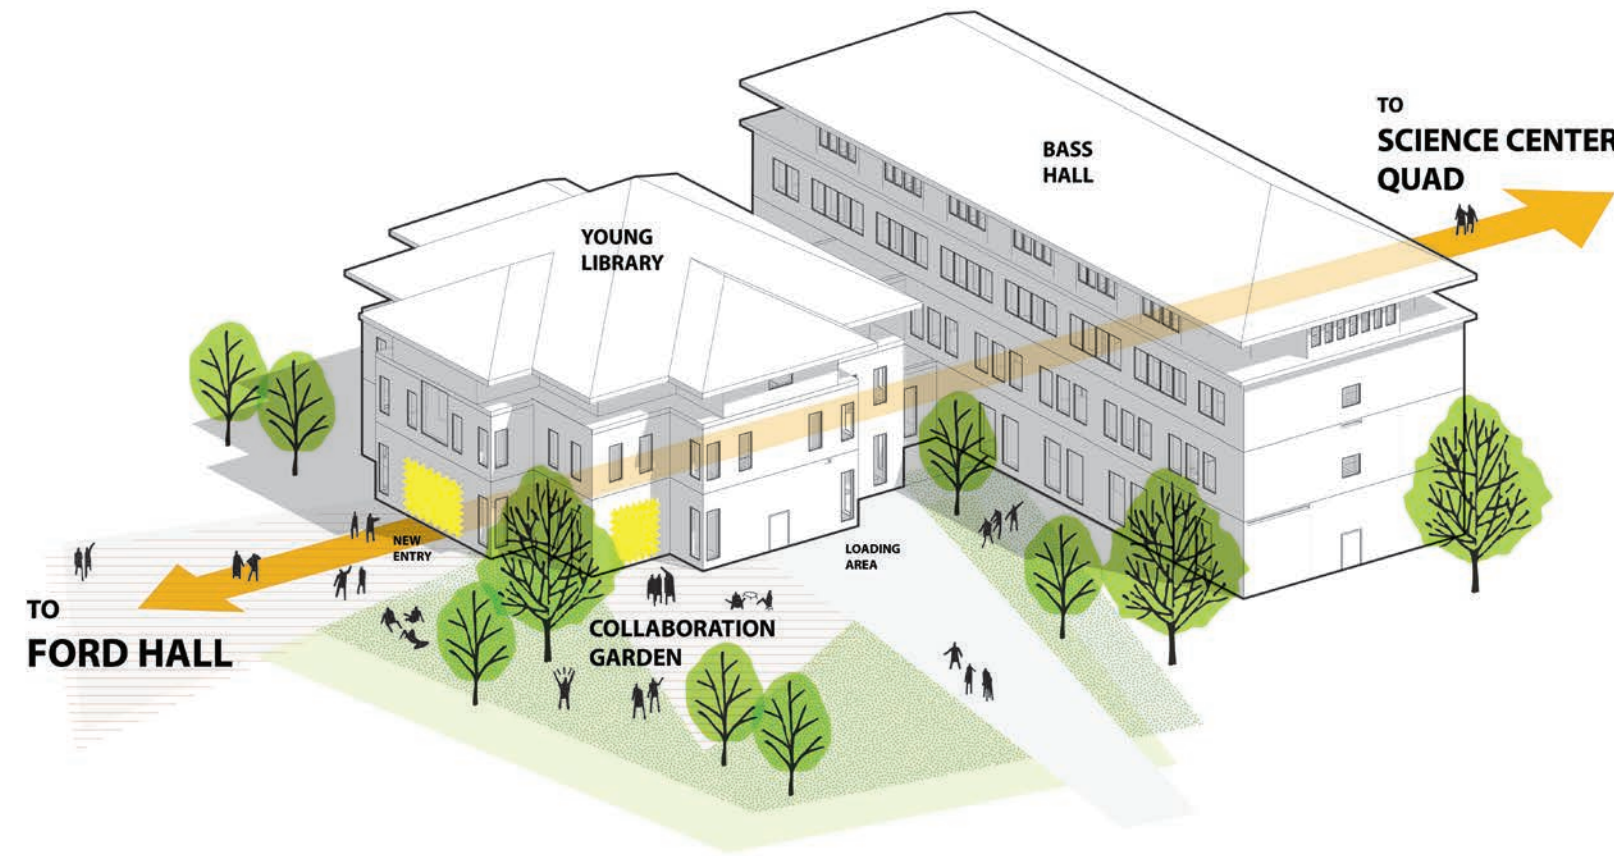 TO
SCIENCE CENTER
QUAD
BASS
HALL
YOUNG
LIBRARY
NEW
ENTRY
LOADING
AREA
TO
FORD HALL
COLLABORATION
GARDEN